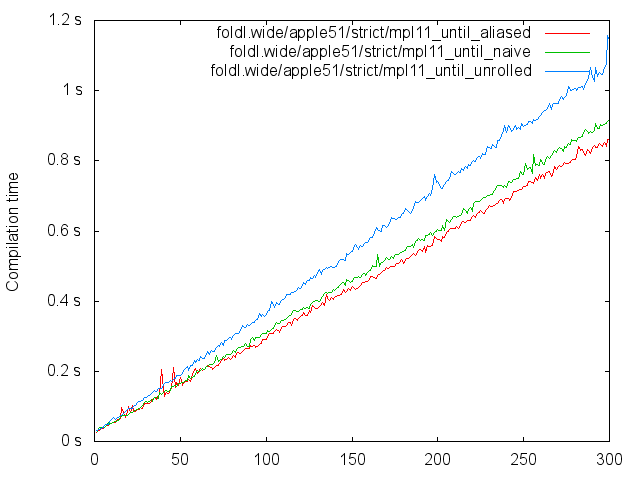 1.2 s
foldl.wide/apple51/strict/mpl11_until_aliased
foldl.wide/apple51/strict/mpl11_until_naive
foldl.wide/apple51/strict/mpl11_until_unrolled
1 s
0.8 s
0.6 s
0.4 s
0.2 s
0 s
Compilation time
0 50 100 150 200 250 300